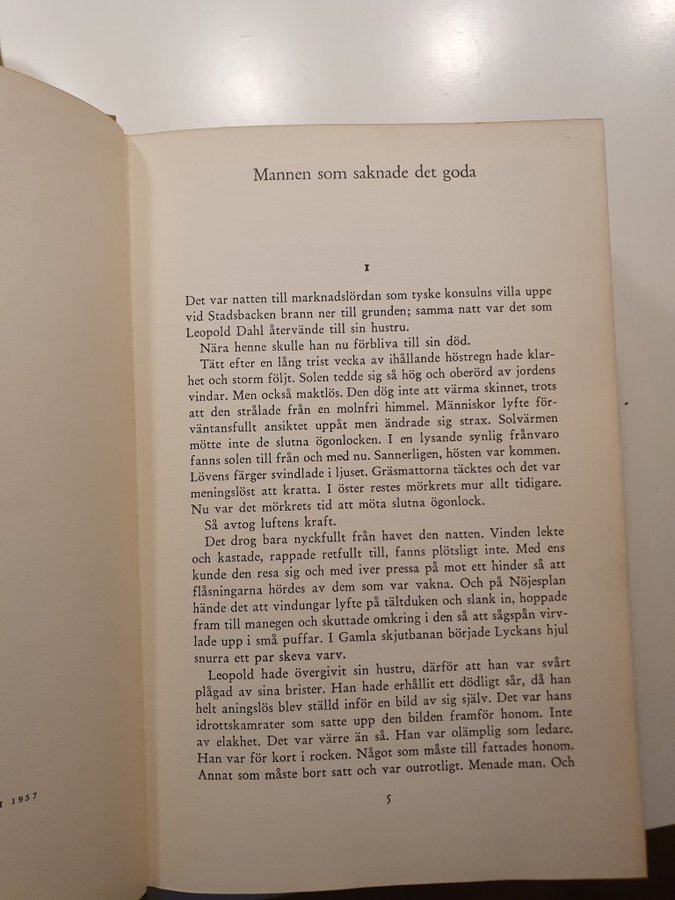 Mannen som saknade det goda
I
Det var natten till marknadslördan som tyske konsulns villa uppe
vid Stadsbacken brann ner till grunden; samma natt var det som
Leopold Dahl återvände till sin hustru.
Nära henne skulle han nu förbliva till sin död.
Tätt efter en lång trist vecka av ihållande höstregn hade klar-
het och storm följt. Solen tedde sig så hög och oberörd av jordens
vindar. Men också maktlös. Den dög inte att värma skinnet, trots
att den strålade från en molnfri himmel. Människor lyfte för-
väntansfullt ansiktet uppåt men ändrade sig strax. Solvärmen
mötte inte de slutna ögonlocken. I en lysande synlig frånvaro
fanns solen till från och med nu. Sannerligen, hösten var kommen.
Lövens färger svindlade i ljuset. Gräsmattorna täcktes och det var
meningslöst att kratta. I öster restes mörkrets mur allt tidigare.
Nu var det mörkrets tid att möta slutna ögonlock.
Så avtog luftens kraft.
Det drog bara nyckfullt från havet den natten. Vinden lekte
och kastade, rappade retfullt till, fanns plötsligt inte. Med ens
kunde den resa sig och med iver pressa på mot ett hinder så att
flåsningarna hördes av dem som var vakna. Och på Nöjesplan
hände det att vindungar lyfte på tältduken och slank in, hoppade
fram till manegen och skuttade omkring i den så att sågspån virv-
lade upp i små puffar. I Gamla skjutbanan började Lyckans hjul
snurra ett par skeva varv.
Leopold hade övergivit sin hustru, därför att han var svårt
plågad av sina brister. Han hade erhållit ett dödligt sår, då han
helt aningslös blev ställd inför en bild av sig själv. Det var hans
idrottskamrater som satte upp den bilden framför honom. Inte
av elakhet. Det var värre än så. Han var olämplig som ledare.
Han var för kort i rocken. Något som måste till fattades honom.
Annat som måste bort satt och var outrotligt. Menade man. Och
5
1957